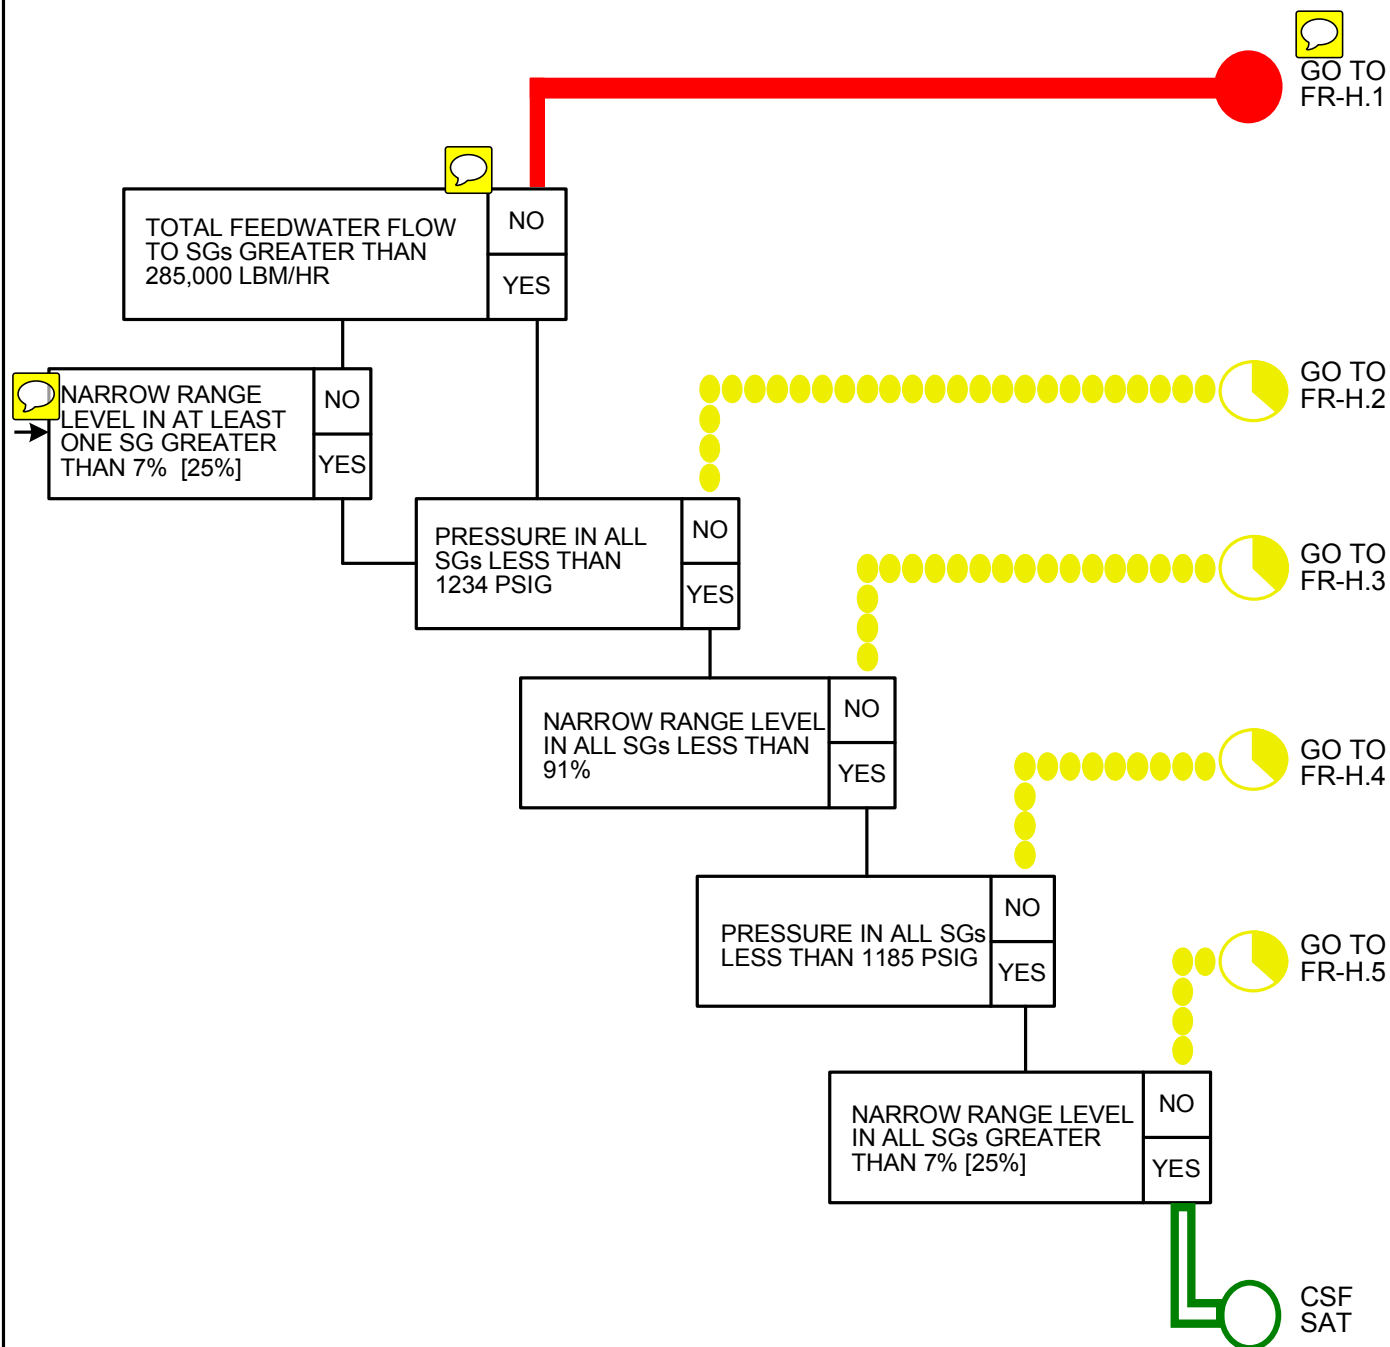 GO TO
FR-H.1
TOTAL FEEDWATER FLOW
TO SGs GREATER THAN
285,000 LBM/HR
NO
YES
NARROW RANGE
LEVEL IN AT LEAST
ONE SG GREATER
THAN 7%  [25%]
NO
YES
GO TO
FR-H.2
PRESSURE IN ALL
SGs LESS THAN
1234 PSIG
NO
YES
GO TO
FR-H.3
NARROW RANGE LEVEL
IN ALL SGs LESS THAN
91%
NO
YES
GO TO
FR-H.4
PRESSURE IN ALL SGs
LESS THAN 1185 PSIG
NO
YES
GO TO
FR-H.5
NARROW RANGE LEVEL
IN ALL SGs GREATER
THAN 7% [25%]
NO
YES
CSF
SAT